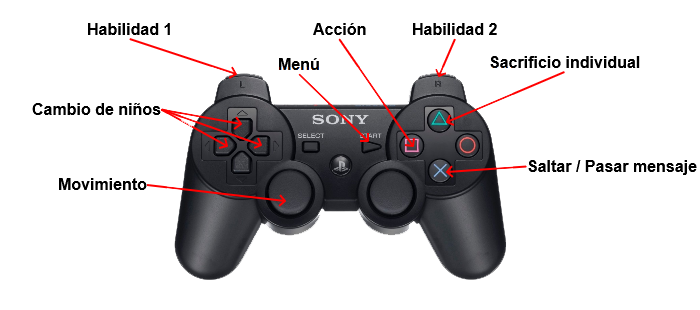 Habilidad 1
Acción
Habilidad 2
Menú
Sacrificio individual
L
R
Cambio de niños
SONY
SELECT
START
Saltar / Pasar mensaje
Movimiento